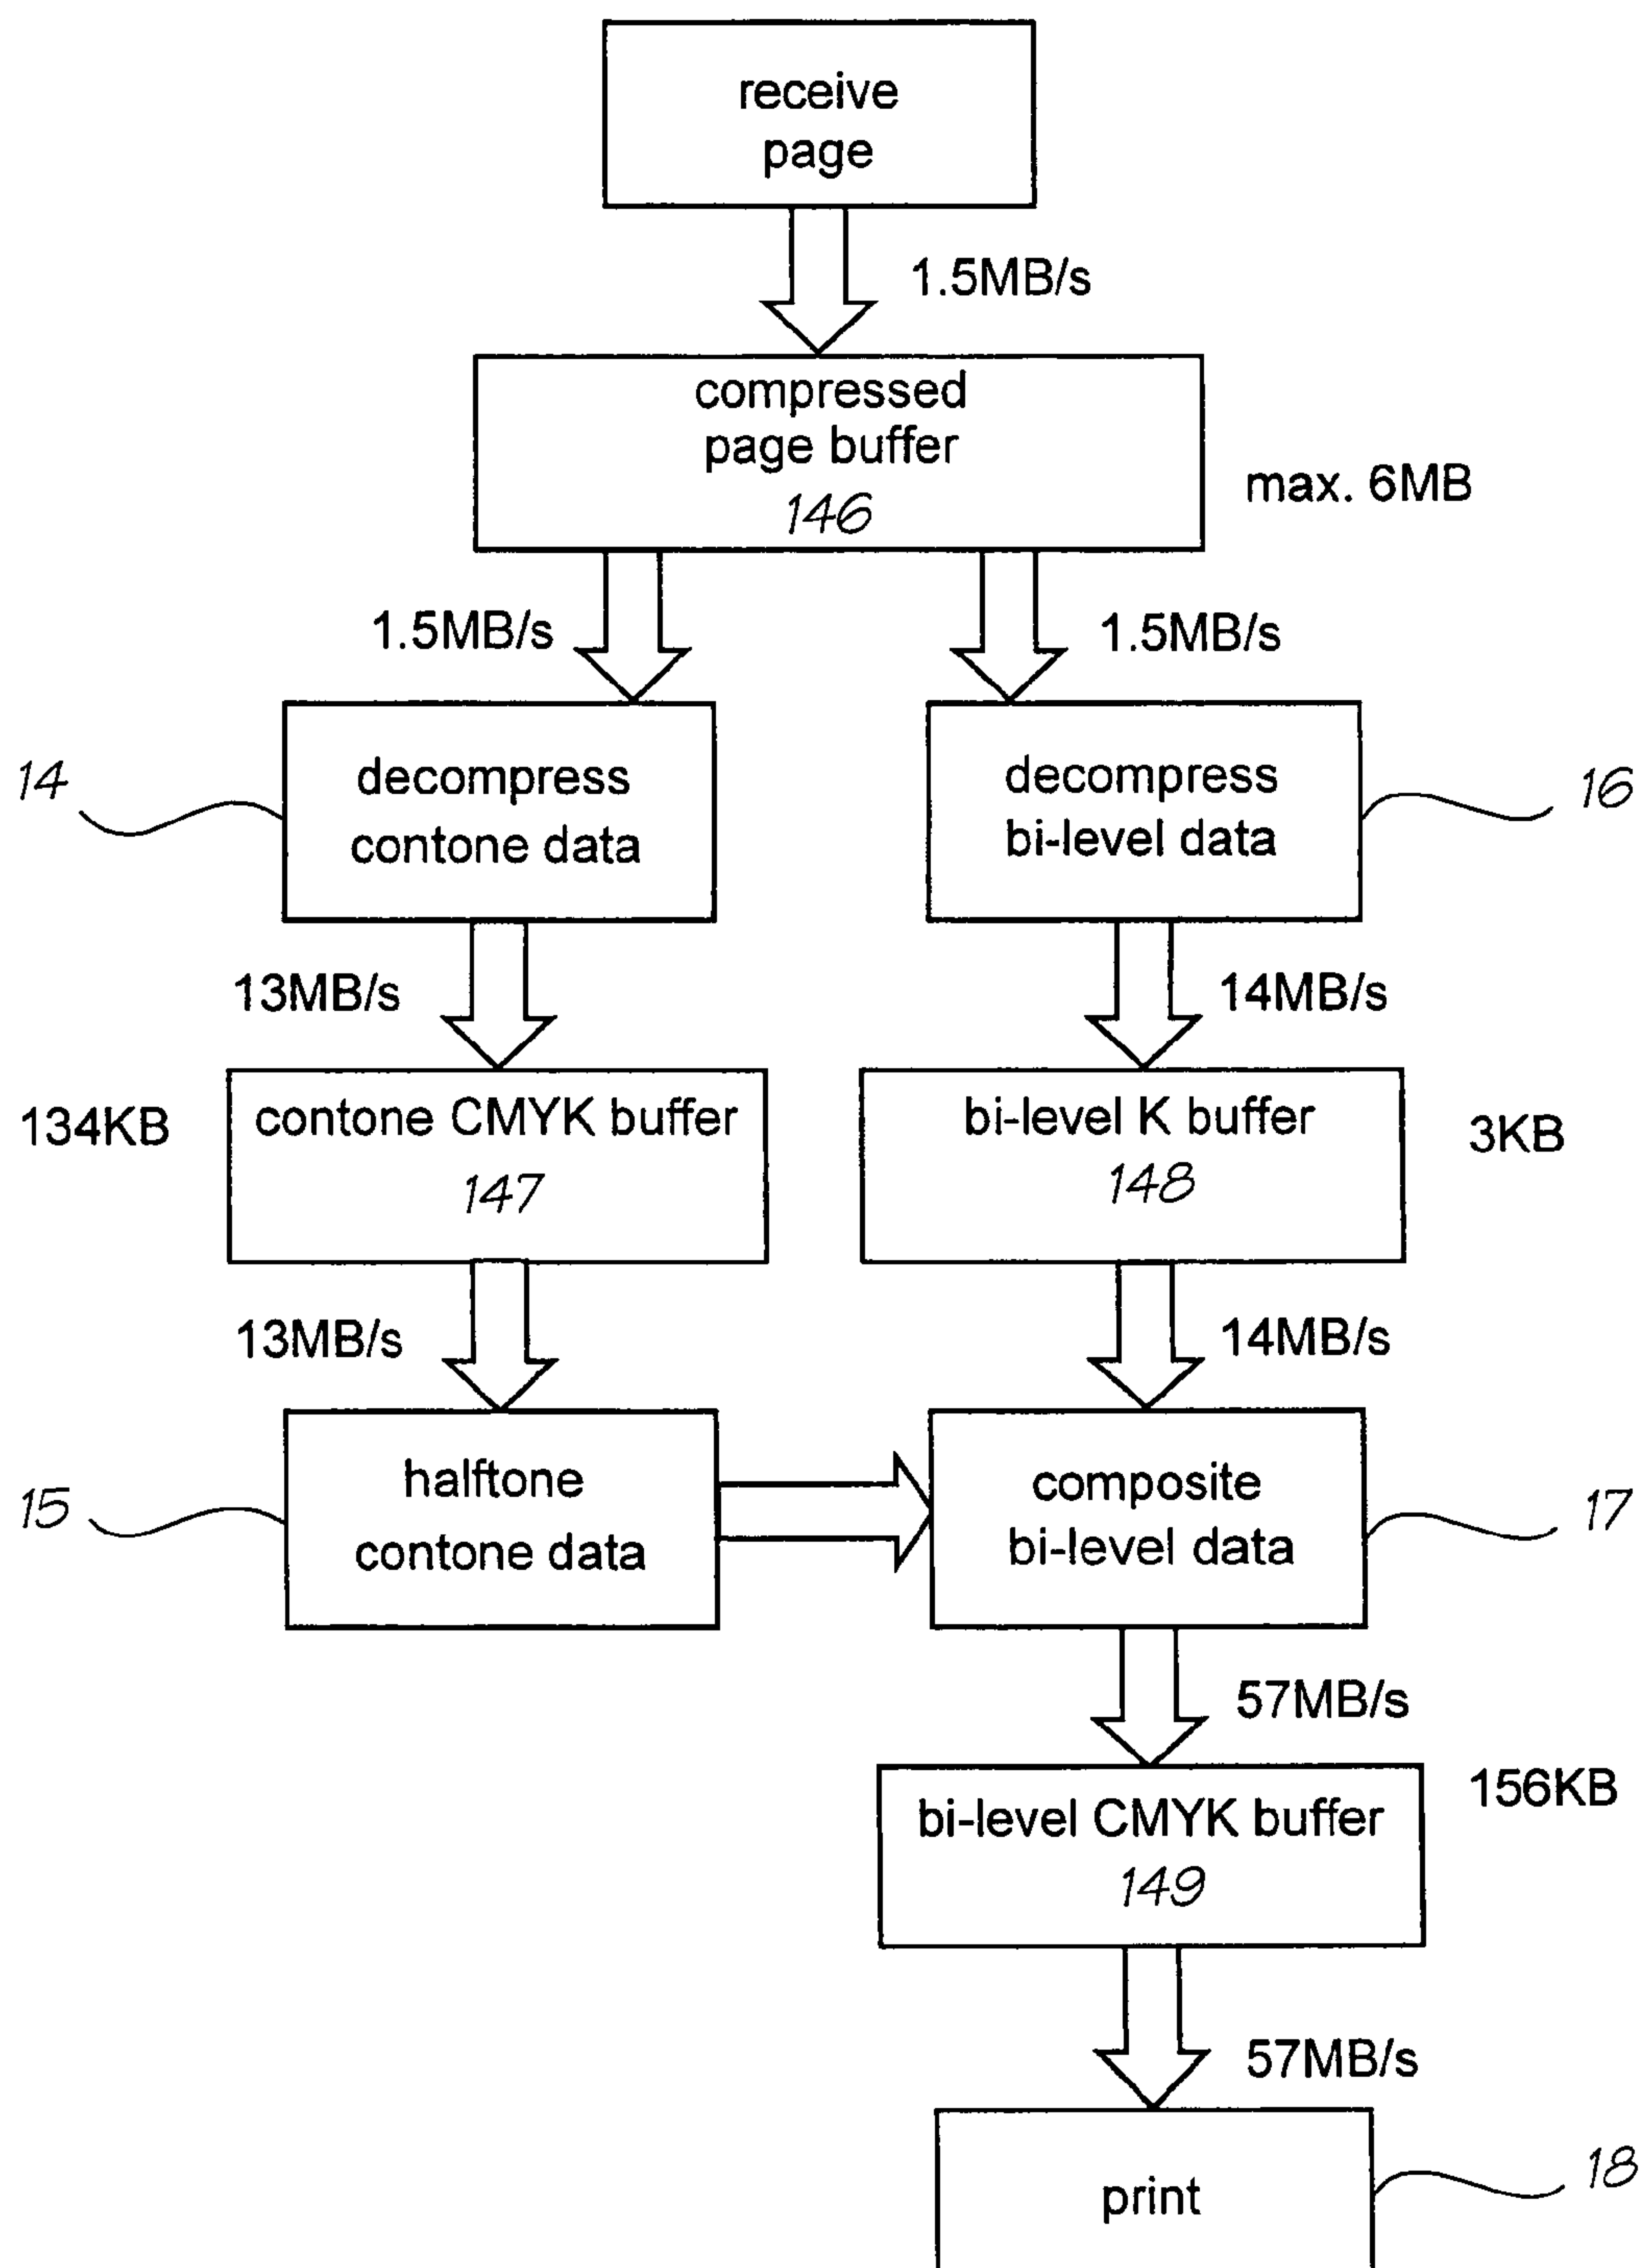 receive
page
1.5MB/s
compressed
page buffer
146
max. 6MB
1.5MB/s
1.5MB/s
14
decompress
contone data
decompress
bi-level data
16
13MB/s
14MB/s
134KB
contone CMYK buffer
147
bi-level K buffer
148
3KB
13MB/s
14MB/s
15
halftone
contone data
composite
bi-level data
17
57MB/s
bi-level CMYK buffer
149
156KB
57MB/s
print
18